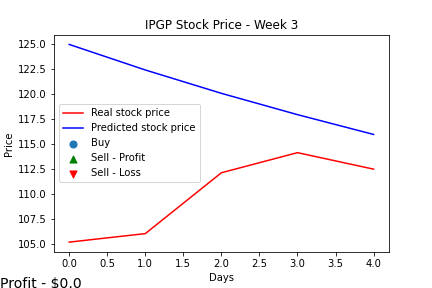 IPGP Stock Price - Week 3
125.0
122.5
120.0
117.5
115.0
112.5
110.0
107.5
105.0
Price
Real stock price
Predicted stock price
Buy
Sell - Profit
Sell - Loss
0.0 0.5 1.0 1.5 2.0 2.5 3.0 3.5 4.0
Days
Profit - $0.0